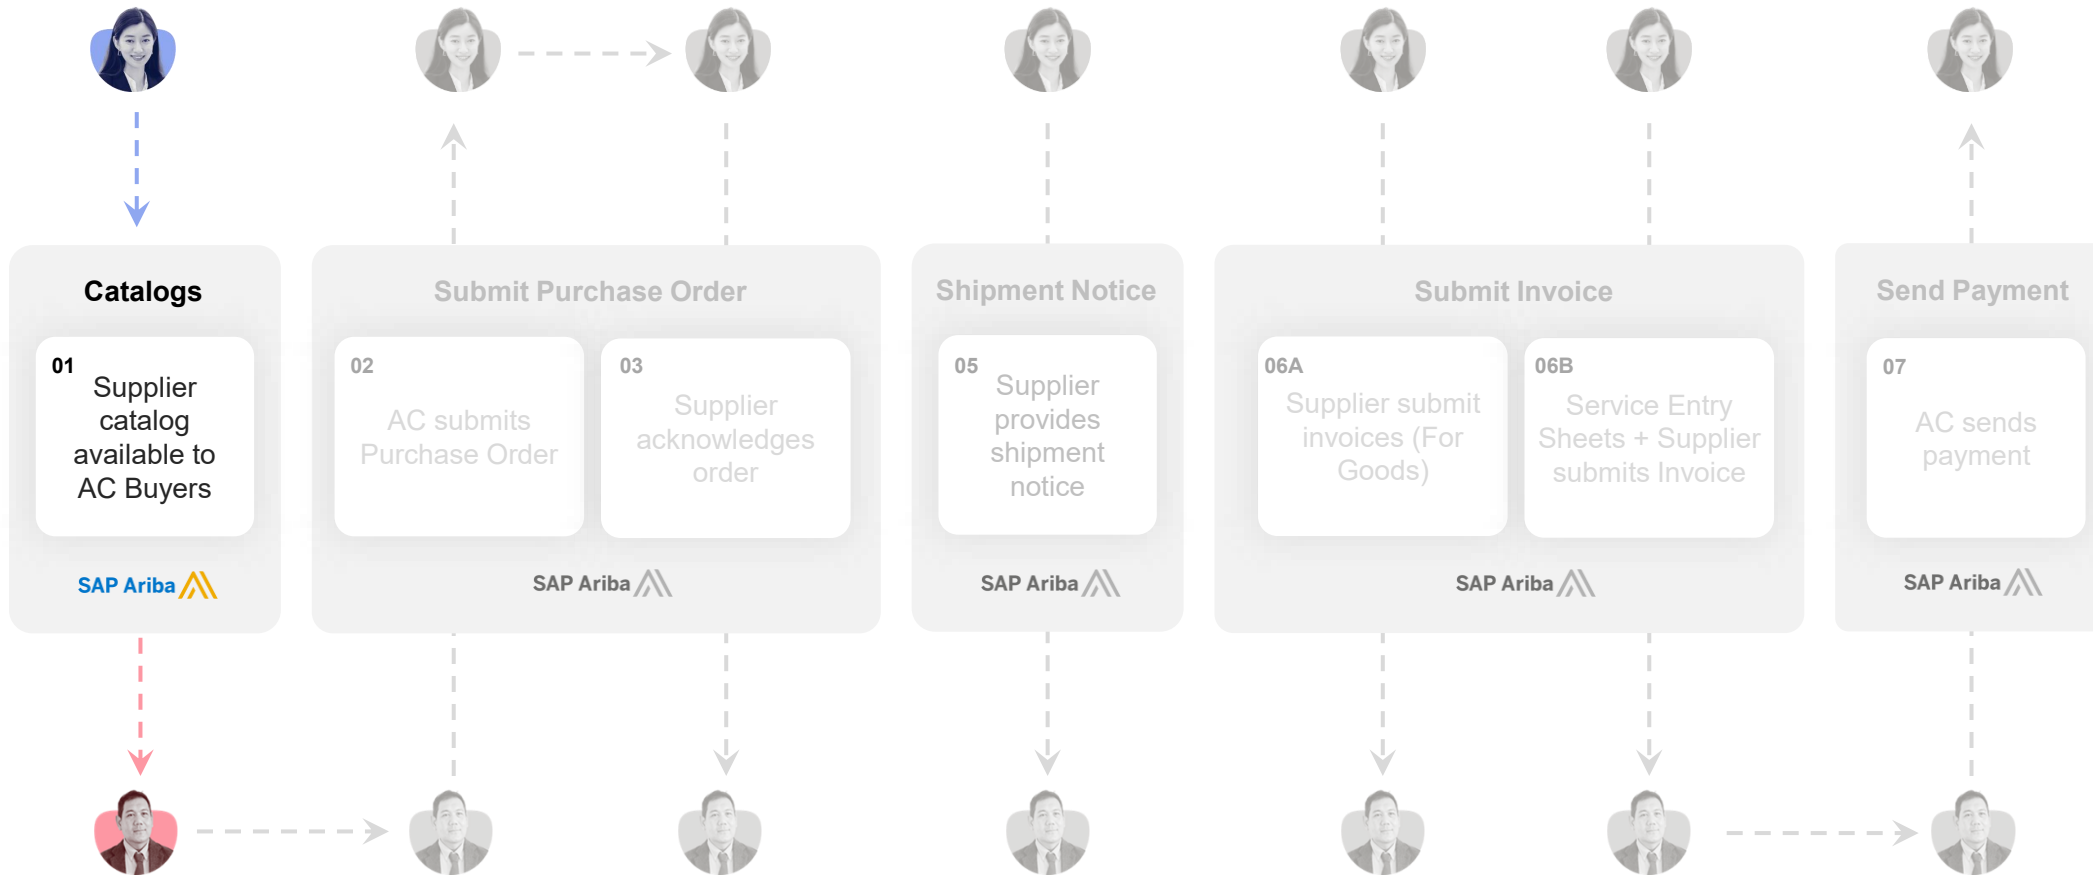 Catalogs
01
Supplier
catalog
available to
AC Buyers
SAP Ariba
Submit Purchase Order
02
AC submits
Purchase Order
03
Supplier
acknowledges
order
SAP Ariba
Shipment Notice
05
Supplier
provides
shipment
notice
SAP Ariba
Submit Invoice
06A
Supplier submit
invoices (For
Goods)
06B
Service Entry
Sheets + Supplier
submits Invoice
SAP Ariba
Send Payment
07
AC sends
payment
SAP Ariba